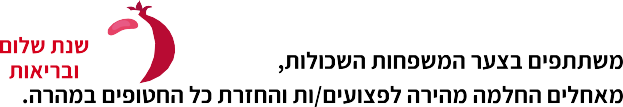 שנת שלום
ובריאות
משתתפים בצער המשפחות השכולות,
מאחלים החלמה מהירה לפצועים/ות והחזרת כל החטופים במהרה.